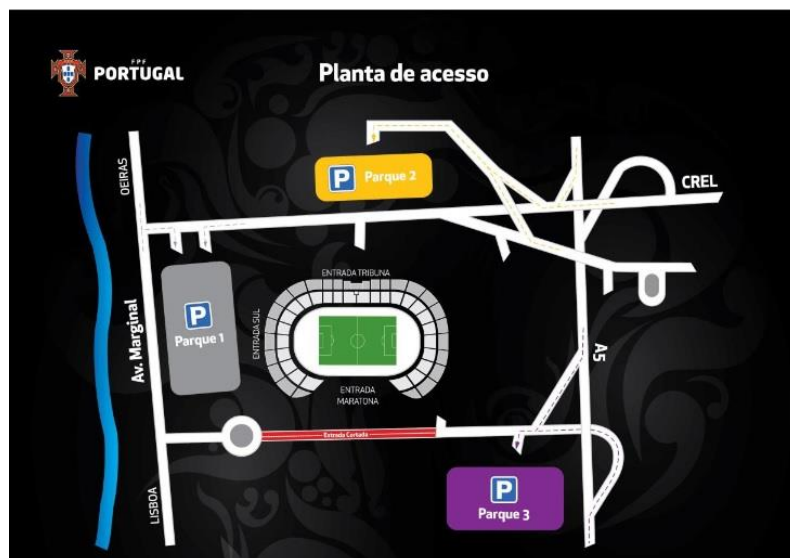 FPF
PORTUGAL
Planta de acesso
OEIRAS
P Parque 2
CREL
ENTRADA TRIBUNA
ENTRADA SUL
P
Parque 1
Av. Marginal
A5
ENTRADA
MARATONA
Entrada Cortada
LISBOA
P
Parque 3